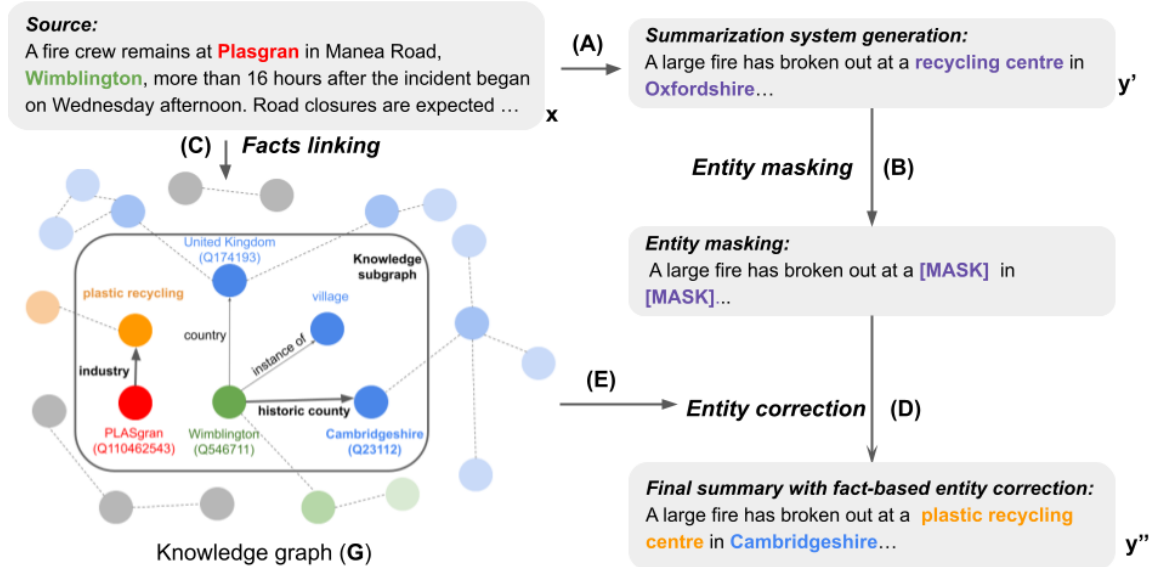 Source:
A fire crew remains at Plasgran in Manea Road,
Wimblington, more than 16 hours after the incident began
on Wednesday afternoon. Road closures are expected ...
x
(A)
Summarization system generation:
A large fire has broken out at a recycling centre in
Oxfordshire...
y’
(C) Facts linking
Entity masking (B)
United Kingdom
(Q174193)
Knowledge
subgraph
plastic recycling
village
country
instance of
industry
historic county
PLASgran
(Q110462543)
Wimblington
(Q546711)
Cambridgeshire
(Q23112)
Knowledge graph (G)
Entity masking:
A large fire has broken out at a [MASK] in
[MASK]...
(E)
Entity correction (D)
Final summary with fact-based entity correction:
A large fire has broken out at a plastic recycling
centre in Cambridgeshire...
y”